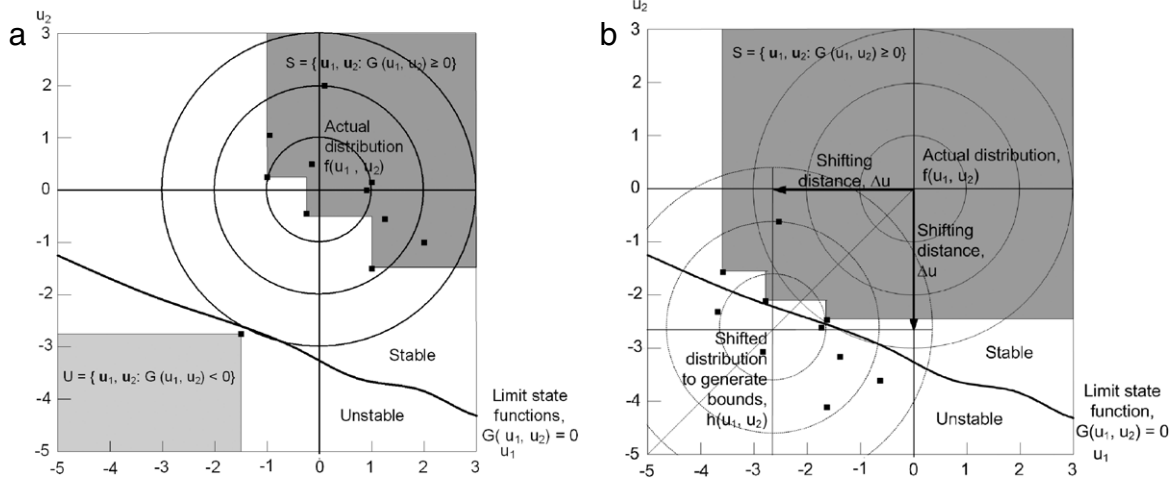 a
u2
3
2
1
0
-1
-2
-3
-4
-5
-5
-4
-3
-2
-1
0
1
2
3
S = { u1, u2: G (u1, u2) ≥ 0}
Actual
distribution
f(u1 , u2)
Stable
U = { u1, u2: G (u1, u2) < 0}
Unstable
Limit state
functions,
G( u1, u2) = 0
u1
b
u2
3
2
1
0
-1
-2
-3
-4
-5
-5
-4
-3
-2
-1
0
1
2
3
S = { u1, u2: G (u1, u2) ≥ 0}
Shifting
distance, Δu
Actual distribution,
f(u1, u2)
Shifting
distance,
Δu
Shifted
distribution
to generate
bounds,
h(u1, u2)
Stable
Unstable
Limit state
function,
G(u1, u2) = 0
u1